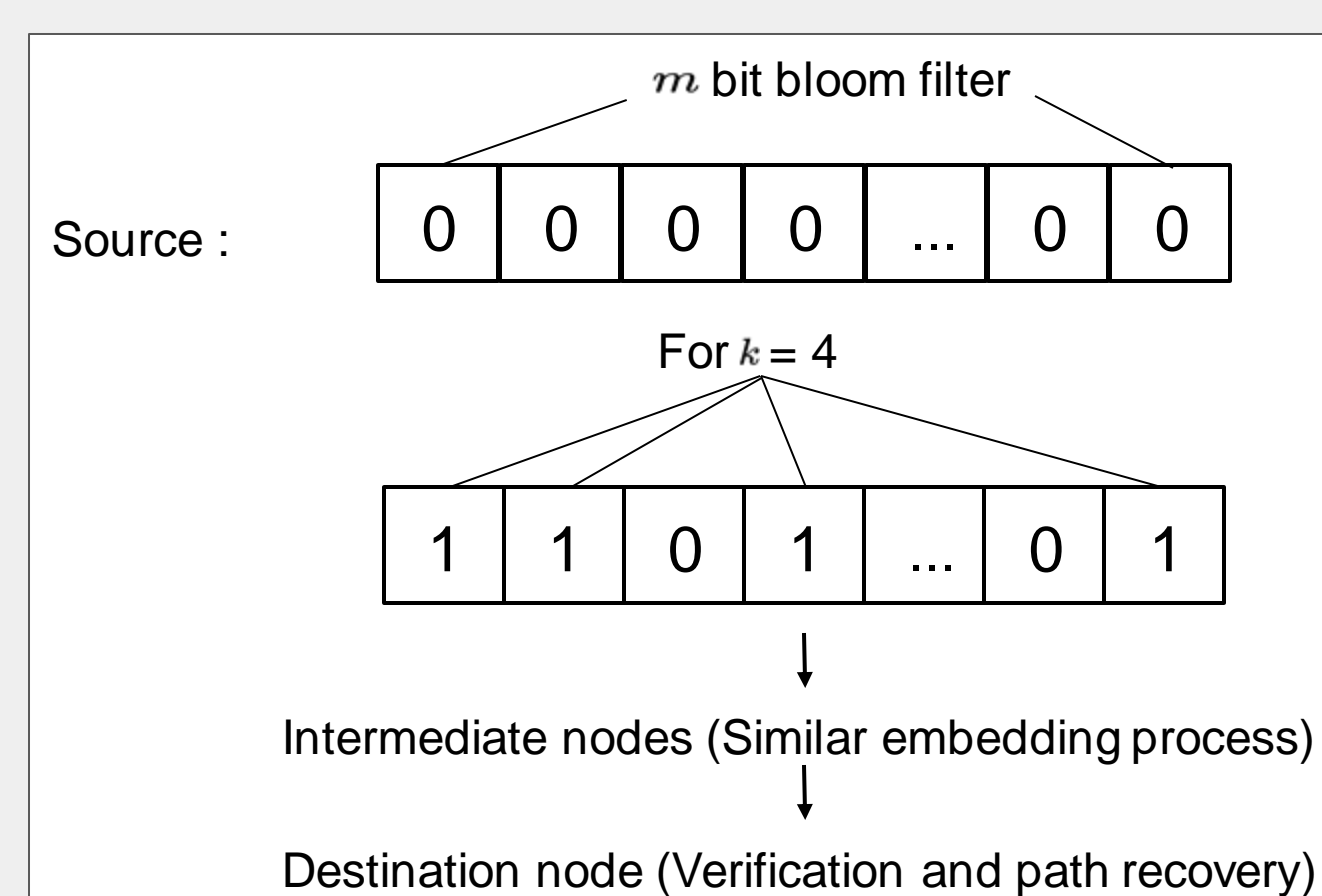 m bit bloom filter
Source : 0 0 0 0 ... 0 0
For k = 4
1 1 0 1 ... 0 1
Intermediate nodes (Similar embedding process)
Destination node (Verification and path recovery)